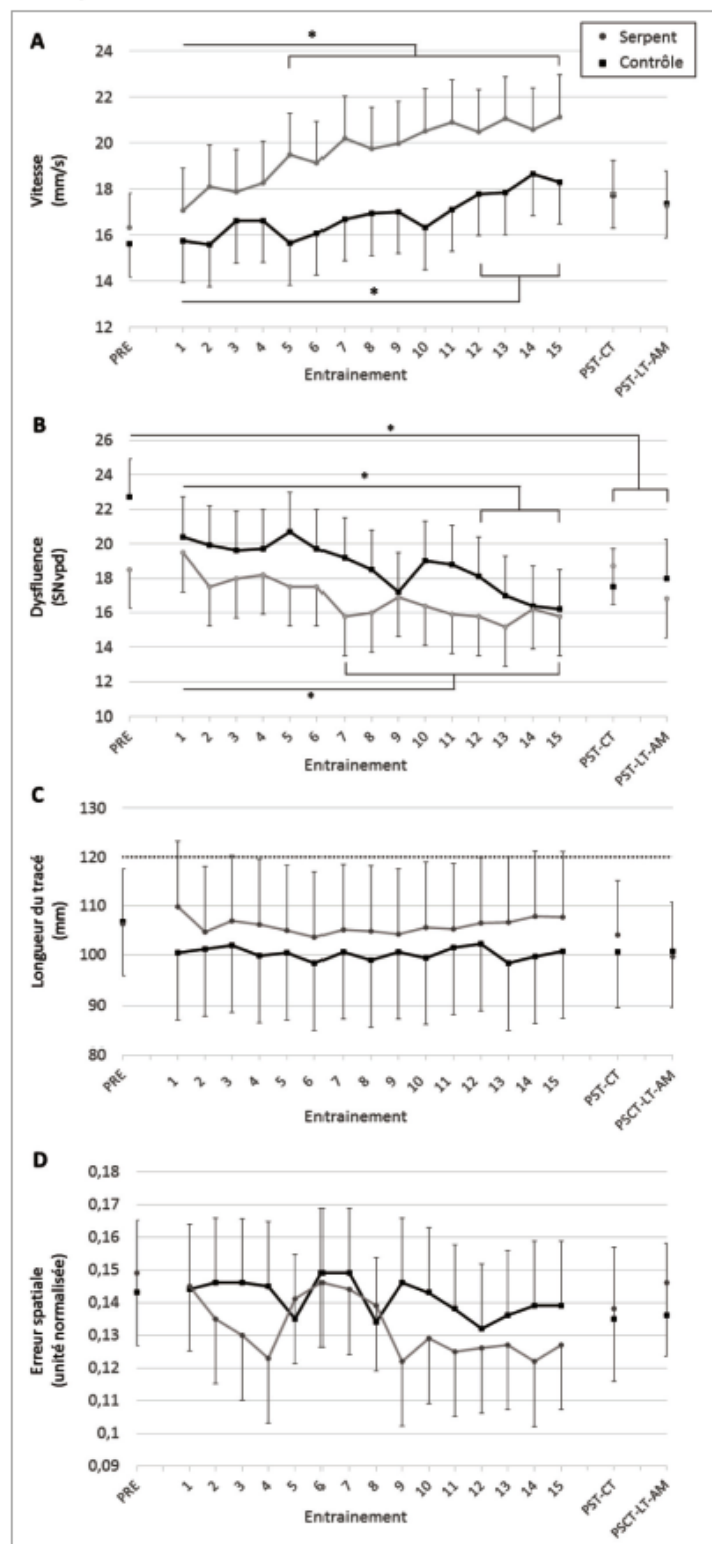 A
*
Serpent
Contrôle
24
22
20
18
16
14
12
Vitesse
(mm/s)
*
PRE 1 2 3 4 5 6 7 8 9 10 11 12 13 14 15 PST-CT PST-LT-AM
Entrainement
B
*
*
26
24
22
20
18
16
14
12
10
Dysfluence
(SNvpd)
*
PRE 1 2 3 4 5 6 7 8 9 10 11 12 13 14 15 PST-CT PST-LT-AM
Entrainement
C
130
120
110
100
90
80
Longueur du tracé
(mm)
PRE 1 2 3 4 5 6 7 8 9 10 11 12 13 14 15 PST-CT PSCT-LT-AM
Entrainement
D
0,18
0,17
0,16
0,15
0,14
0,13
0,12
0,11
0,1
0,09
Erreur spatiale
(unité normalisée)
PRE 1 2 3 4 5 6 7 8 9 10 11 12 13 14 15 PST-CT PSCT-LT-AM
Entrainement